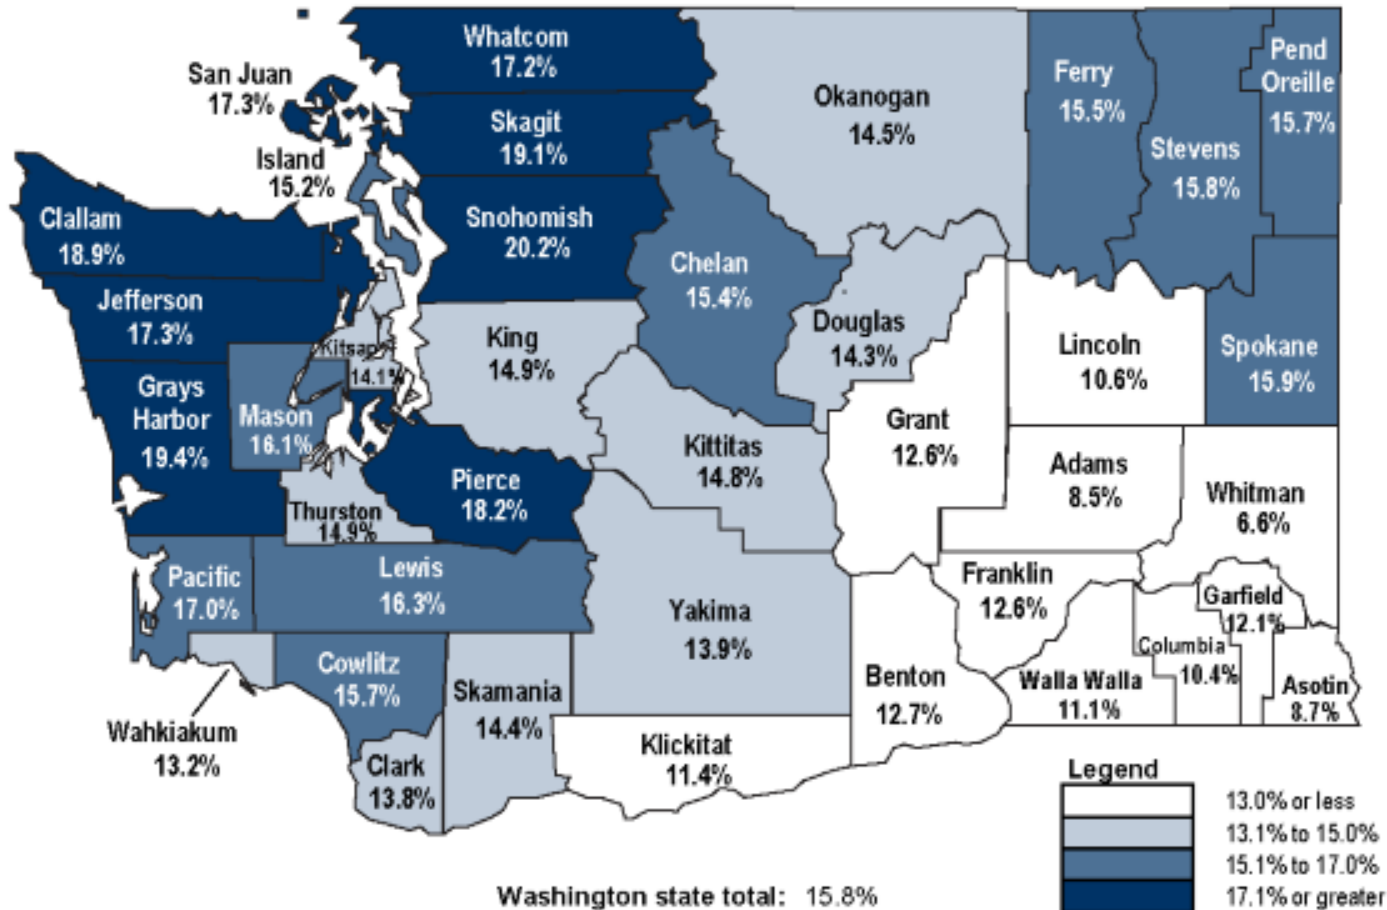 Whatcom
17.2%
San Juan
17.3%
Skagit
19.1%
Island
15.2%
Okanogan
14.5%
Ferry
15.5%
Pend
Oreille
15.7%
Stevens
15.8%
Clallam
18.9%
Snohomish
20.2%
Chelan
15.4%
Jefferson
17.3%
King
14.9%
Douglas
14.3%
Lincoln
10.6%
Spokane
15.9%
Kitsap
14.1%
Grays
Harbor
19.4%
Mason
16.1%
Kittitas
14.8%
Grant
12.6%
Adams
8.5%
Whitman
6.6%
Pierce
18.2%
Thurston
14.9%
Pacific
17.0%
Lewis
16.3%
Yakima
13.9%
Franklin
12.6%
Garfield
12.1%
Columbia
10.4%
Cowlitz
15.7%
Skamania
14.4%
Benton
12.7%
Walla Walla
11.1%
Asotin
8.7%
Wahkiakum
13.2%
Clark
13.8%
Klickitat
11.4%
Legend
13.0% or less
13.1% to 15.0%
15.1% to 17.0%
17.1% or greater
Washington state total: 15.8%